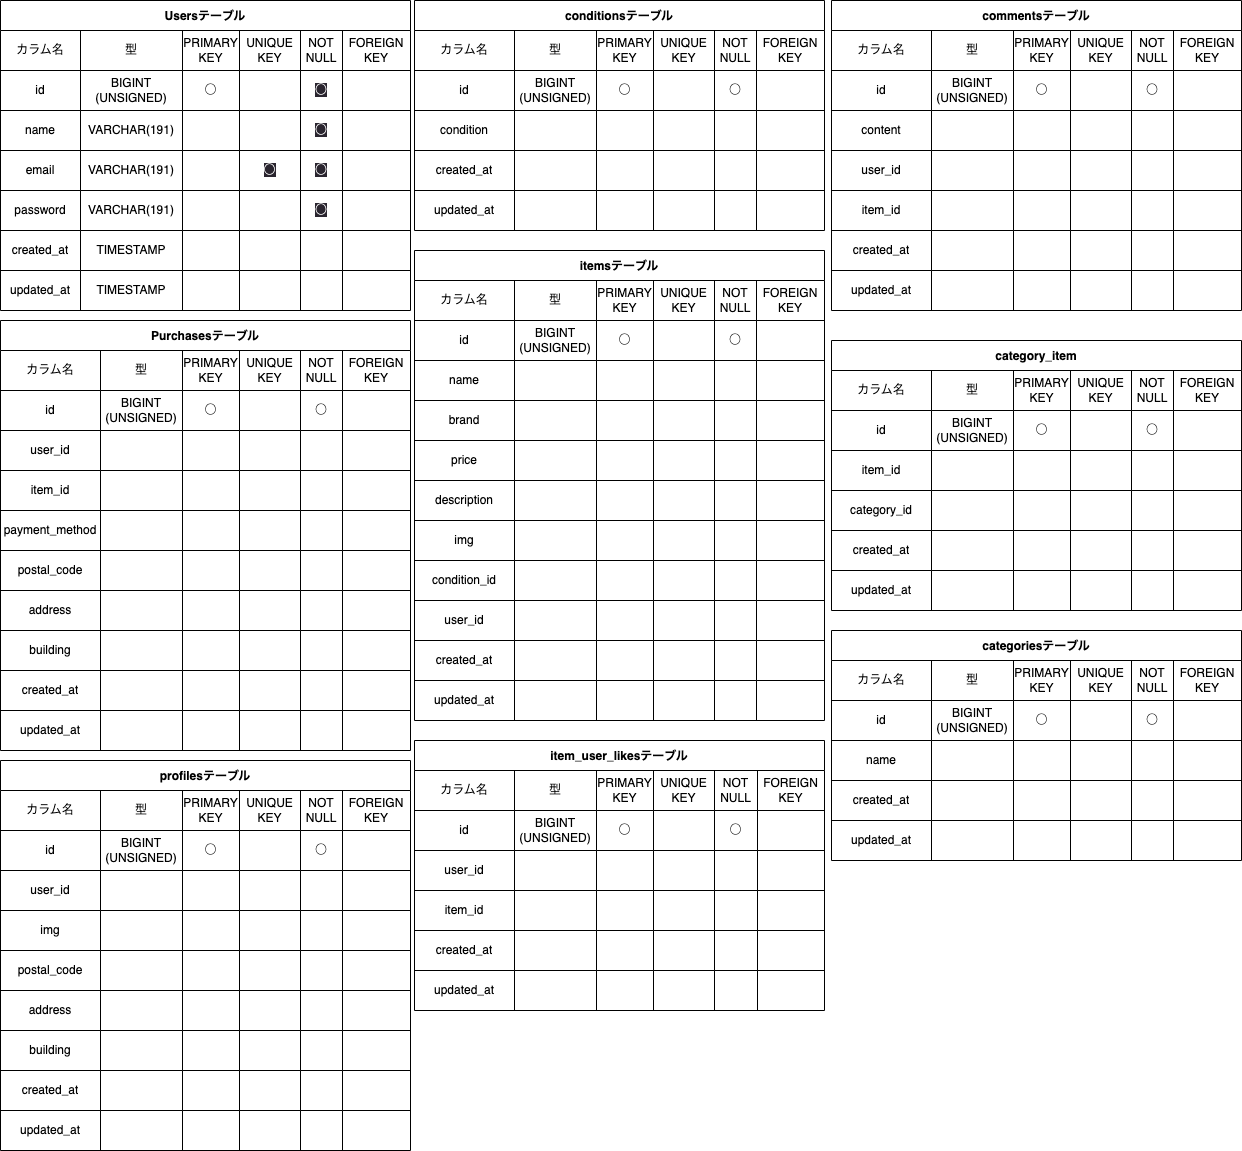 Usersテーブル
カラム名 型 PRIMARY KEY UNIQUE KEY NOT NULL FOREIGN KEY
id BIGINT (UNSIGNED) ○ ○
name VARCHAR(191) ○
email VARCHAR(191) ○ ○
password VARCHAR(191) ○
created_at TIMESTAMP
updated_at TIMESTAMP
Purchasesテーブル
カラム名 型 PRIMARY KEY UNIQUE KEY NOT NULL FOREIGN KEY
id BIGINT (UNSIGNED) ○ ○
user_id
item_id
payment_method
postal_code
address
building
created_at
updated_at
profilesテーブル
カラム名 型 PRIMARY KEY UNIQUE KEY NOT NULL FOREIGN KEY
id BIGINT (UNSIGNED) ○ ○
user_id
img
postal_code
address
building
created_at
updated_at
conditionsテーブル
カラム名 型 PRIMARY KEY UNIQUE KEY NOT NULL FOREIGN KEY
id BIGINT (UNSIGNED) ○ ○
condition
created_at
updated_at
itemsテーブル
カラム名 型 PRIMARY KEY UNIQUE KEY NOT NULL FOREIGN KEY
id BIGINT (UNSIGNED) ○ ○
name
brand
price
description
img
condition_id
user_id
created_at
updated_at
item_user_likesテーブル
カラム名 型 PRIMARY KEY UNIQUE KEY NOT NULL FOREIGN KEY
id BIGINT (UNSIGNED) ○ ○
user_id
item_id
created_at
updated_at
commentsテーブル
カラム名 型 PRIMARY KEY UNIQUE KEY NOT NULL FOREIGN KEY
id BIGINT (UNSIGNED) ○ ○
content
user_id
item_id
created_at
updated_at
category_item
カラム名 型 PRIMARY KEY UNIQUE KEY NOT NULL FOREIGN KEY
id BIGINT (UNSIGNED) ○ ○
item_id
category_id
created_at
updated_at
categoriesテーブル
カラム名 型 PRIMARY KEY UNIQUE KEY NOT NULL FOREIGN KEY
id BIGINT (UNSIGNED) ○ ○
name
created_at
updated_at